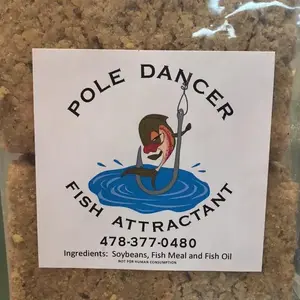 POLE DANCER
FISH ATTRACTANT
478-377-0480
Ingredients: Soybeans, Fish Meal and Fish Oil
NOT FOR HUMAN CONSUMPTION